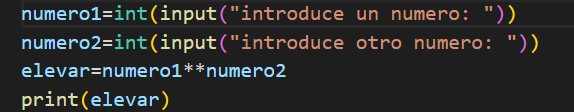 numero1=int(input("introduce un numero: "))
numero2=int(input("introduce otro numero: "))
elevar=numero1**numero2
print(elevar)